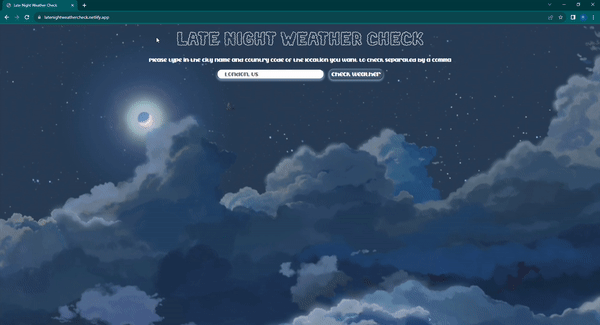 Late Night Weather Check
latenightweathercheck.netlify.app
LATE NIGHT WEATHER CHECK
Please type in the city name and country code of the location you want to check separated by a comma
London, US
Check Weather